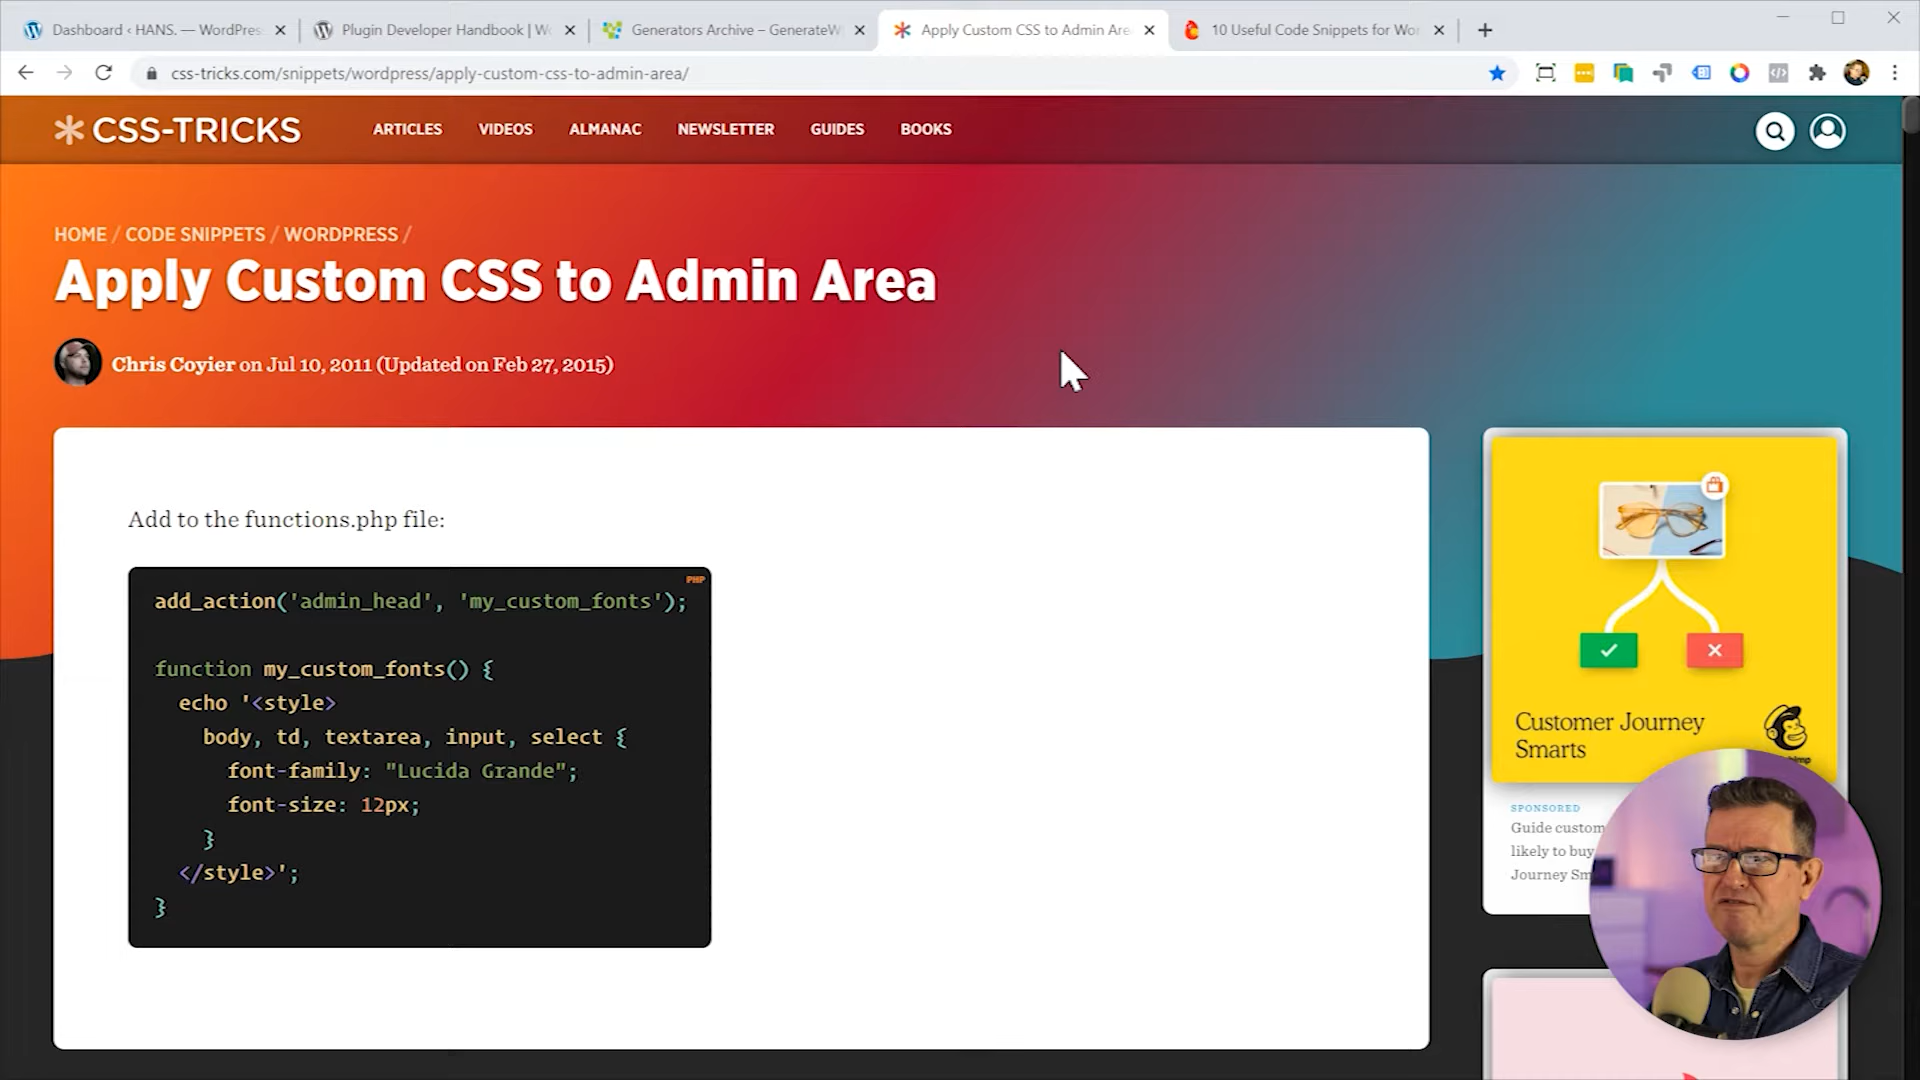 Dashboard ‹ HANS. — WordPres
Plugin Developer Handbook | Wo
Generators Archive – GenerateW
Apply Custom CSS to Admin Are
10 Useful Code Snippets for Wor
css-tricks.com/snippets/wordpress/apply-custom-css-to-admin-area/
CSS-TRICKS
ARTICLES
VIDEOS
ALMANAC
NEWSLETTER
GUIDES
BOOKS
HOME / CODE SNIPPETS / WORDPRESS /
Apply Custom CSS to Admin Area
Chris Coyier on Jul 10, 2011 (Updated on Feb 27, 2015)
Add to the functions.php file:
PHP
add_action('admin_head', 'my_custom_fonts');
function my_custom_fonts() {
echo '<style>
body, td, textarea, input, select {
font-family: "Lucida Grande";
font-size: 12px;
}
</style>';
}
Customer Journey
Smarts
SPONSORED
Guide custom
likely to buy
Journey Sm